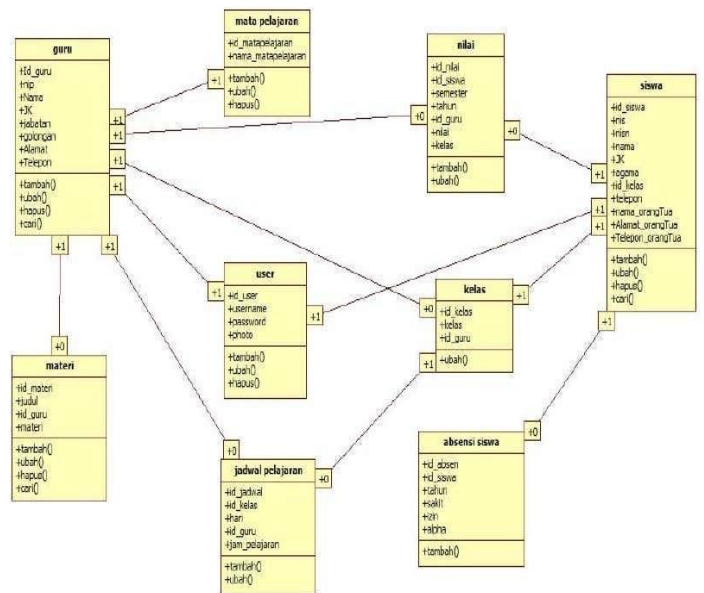 guru
+Id_guru
+nip
+Nama
+JK
+jabatan
+golongan
+Alamat
+Telepon
+tambah()
+ubah()
+hapus()
+cari()
mata pelajaran
+id_matapelajaran
+nama_matapelajaran
+tambah()
+ubah()
+hapus()
nilai
+id_nilai
+id_siswa
+semester
+tahun
+id_guru
+nilai
+kelas
+tambah()
+ubah()
siswa
+id_siswa
+nis
+nisn
+nama
+JK
+agama
+id_kelas
+telepon
+nama_orangTua
+Alamat_orangTua
+Telepon_orangTua
+tambah()
+ubah()
+hapus()
+cari()
user
+id_user
+username
+password
+photo
+tambah()
+ubah()
+hapus()
kelas
+id_kelas
+kelas
+id_guru
+ubah()
materi
+id_materi
+judul
+id_guru
+materi
+tambah()
+ubah()
+hapus()
+cari()
jadwal pelajaran
+id_jadwal
+id_kelas
+hari
+id_guru
+jam_pelajaran
+tambah()
+ubah()
absensi siswa
+id_absen
+id_siswa
+tahun
+sakit
+izin
+alpha
+tambah()
+1
+1
+1
+0
+1
+0
+1
+1
+0
+1
+1
+1
+1
+1
+1
+0
+1
+0
+1
+0
+1
+0